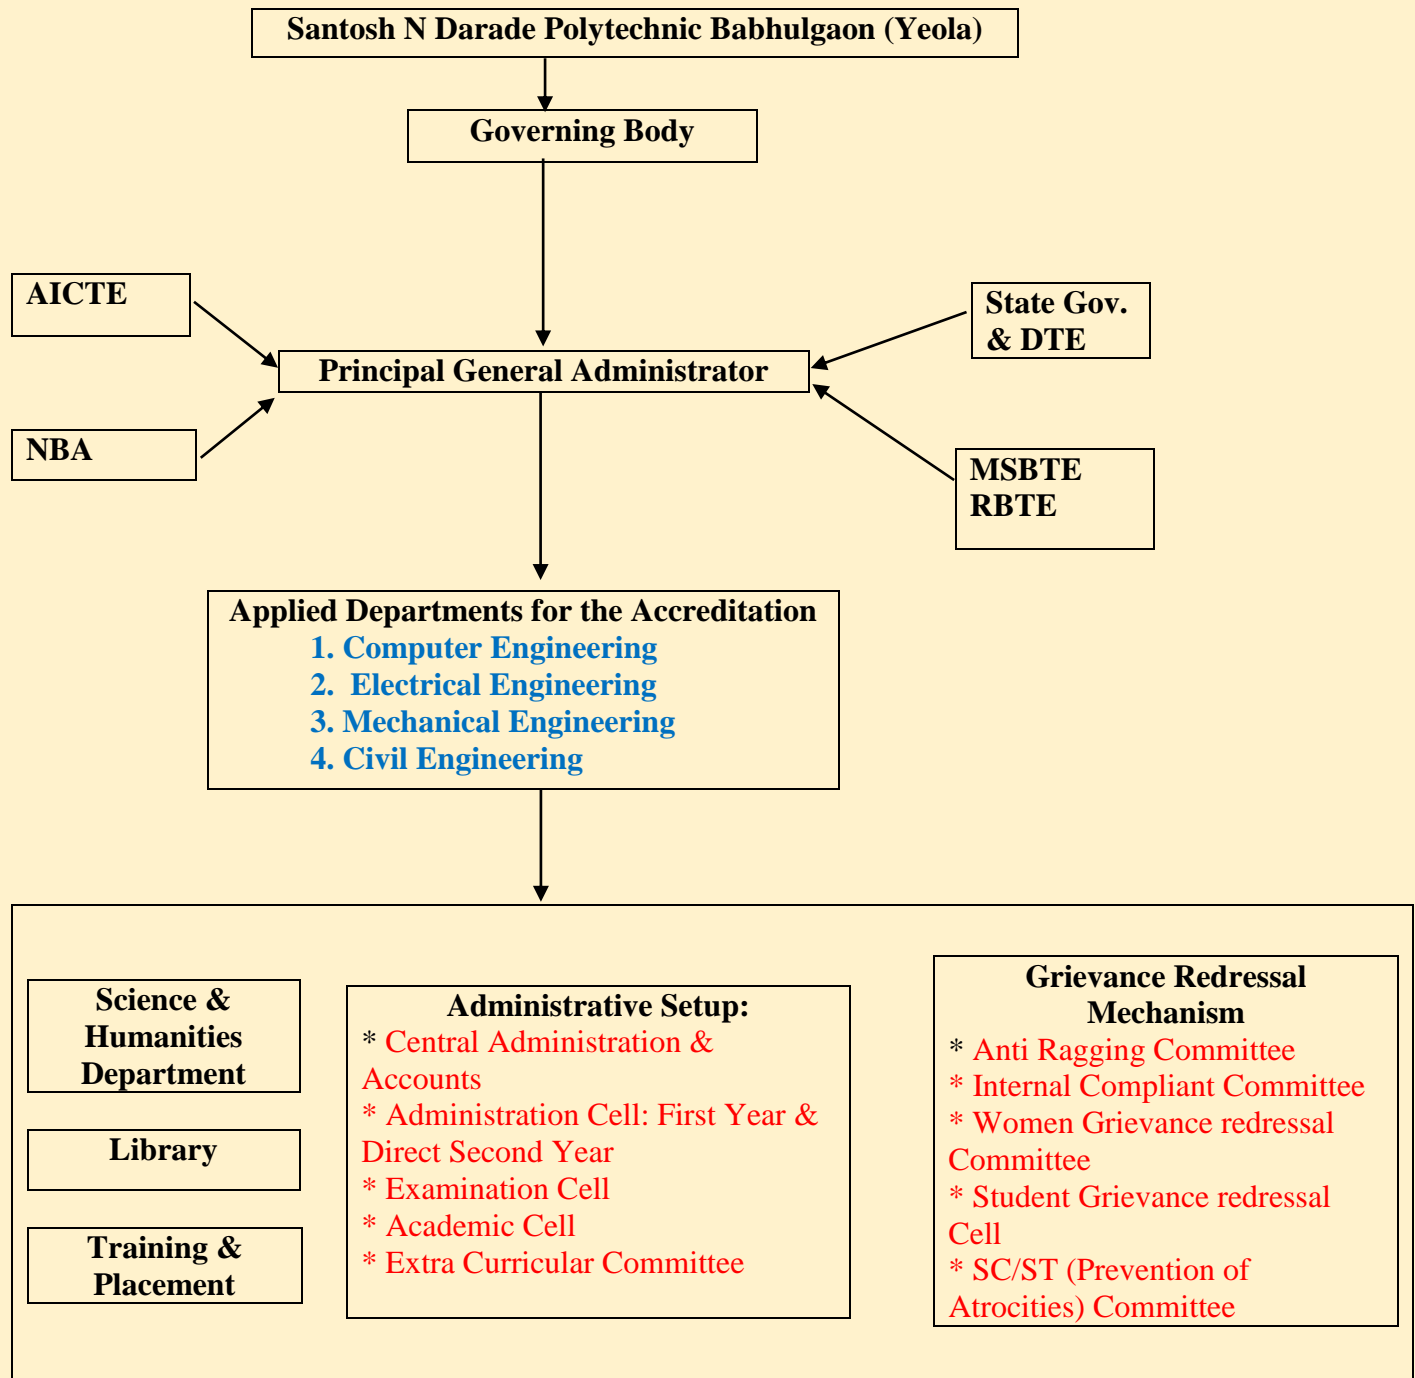 Santosh N Darade Polytechnic Babhulgaon (Yeola)
Governing Body
AICTE
State Gov.
& DTE
Principal General Administrator
NBA
MSBTE
RBTE
Applied Departments for the Accreditation
1. Computer Engineering
2. Electrical Engineering
3. Mechanical Engineering
4. Civil Engineering
Science &
Humanities
Department
Library
Training &
Placement
Administrative Setup:
* Central Administration &
Accounts
* Administration Cell: First Year &
Direct Second Year
* Examination Cell
* Academic Cell
* Extra Curricular Committee
Grievance Redressal
Mechanism
* Anti Ragging Committee
* Internal Compliant Committee
* Women Grievance redressal
Committee
* Student Grievance redressal
Cell
* SC/ST (Prevention of
Atrocities) Committee